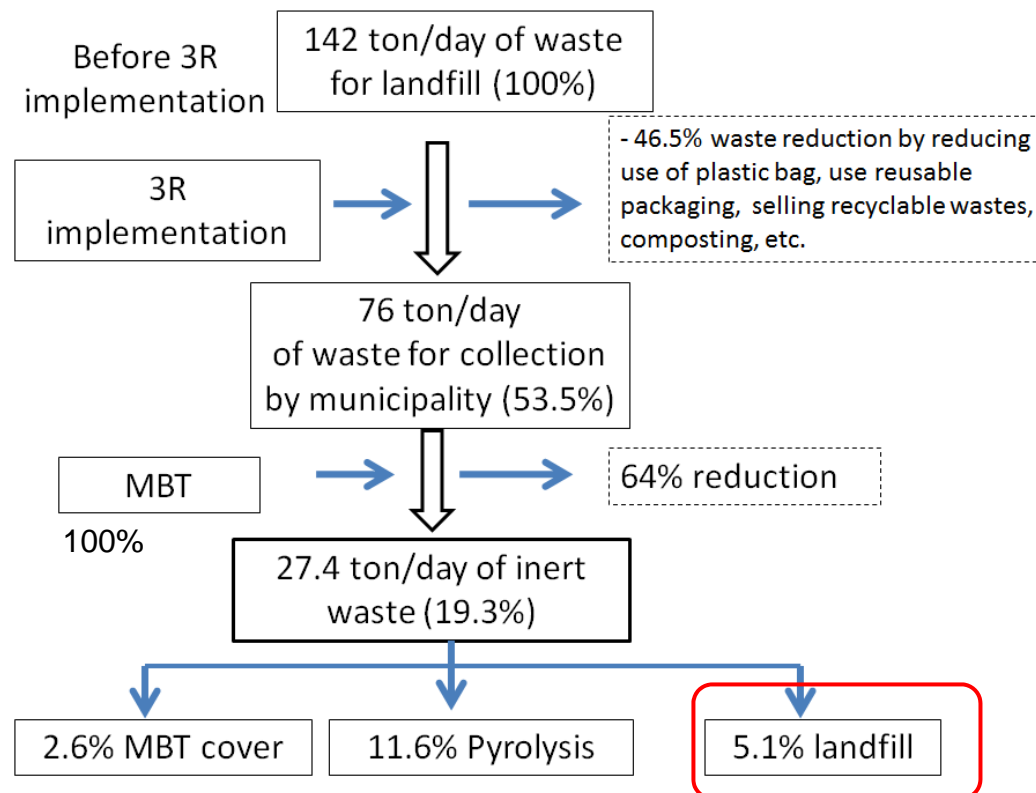 Before 3R
implementation
142 ton/day of waste
for landfill (100%)
3R
implementation
- 46.5% waste reduction by reducing
use of plastic bag, use reusable
packaging, selling recyclable wastes,
composting, etc.
76 ton/day
of waste for collection
by municipality (53.5%)
MBT
100%
64% reduction
27.4 ton/day of inert
waste (19.3%)
2.6% MBT cover
11.6% Pyrolysis
5.1% landfill